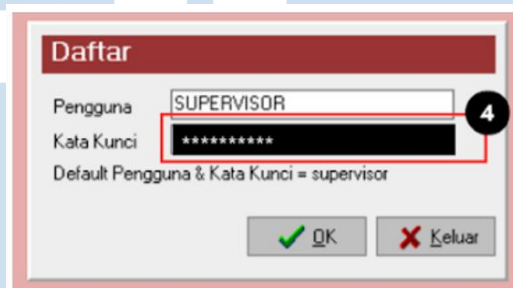 Daftar
Pengguna SUPERVISOR
4
Kata Kunci **********
Default Pengguna & Kata Kunci = supervisor
OK Keluar